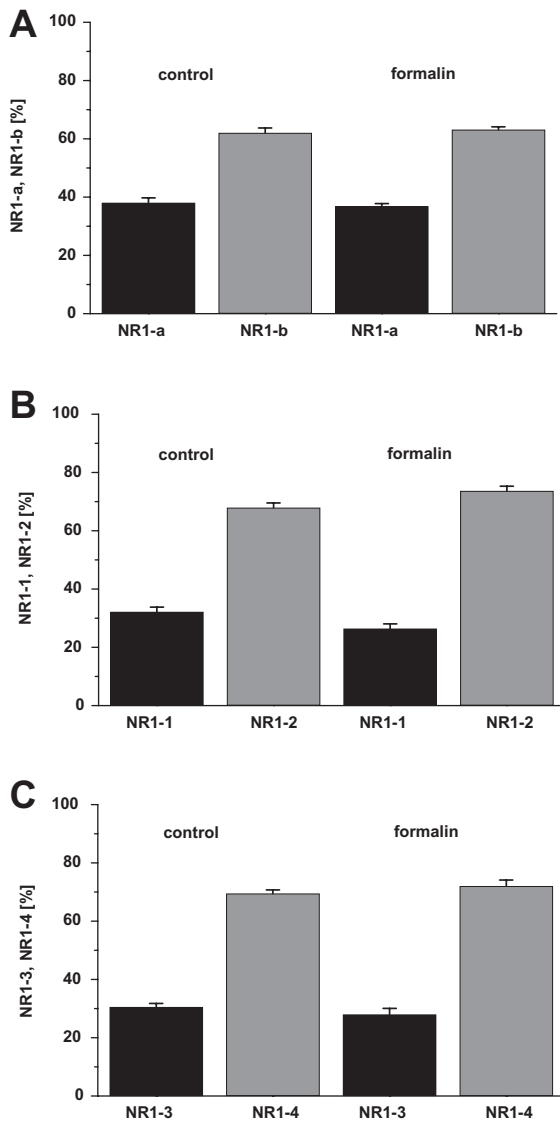 A
NR1-a, NR1-b [%]
100
80
60
40
20
0
control
formalin
NR1-a
NR1-b
NR1-a
NR1-b
B
NR1-1, NR1-2 [%]
100
80
60
40
20
0
control
formalin
NR1-1
NR1-2
NR1-1
NR1-2
C
NR1-3, NR1-4 [%]
100
80
60
40
20
0
control
formalin
NR1-3
NR1-4
NR1-3
NR1-4